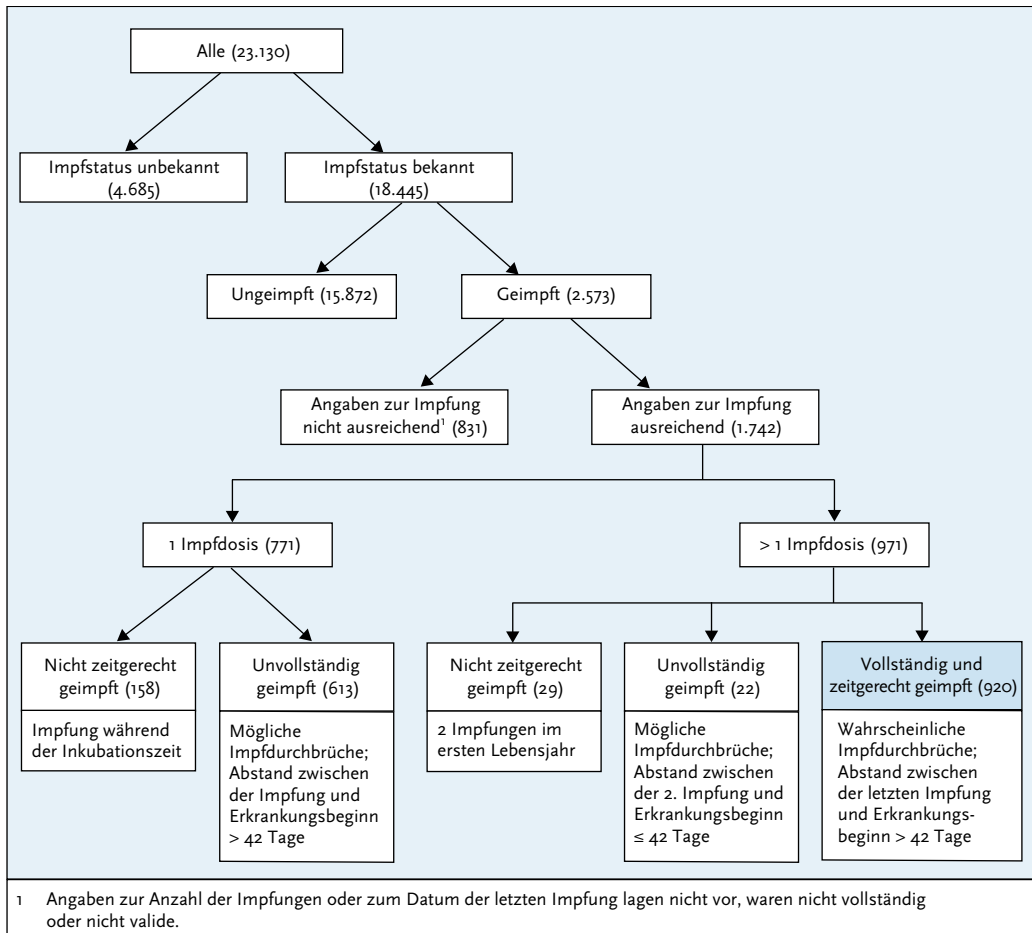 Alle (23.130)
Impfstatus unbekannt
(4.685)
Impfstatus bekannt
(18.445)
Ungeimpft (15.872)
Geimpft (2.573)
Angaben zur Impfung
nicht ausreichend¹ (831)
Angaben zur Impfung
ausreichend (1.742)
1 Impfdosis (771)
> 1 Impfdosis (971)
Nicht zeitgerecht
geimpft (158)
Impfung während
der Inkubationszeit
Unvollständig
geimpft (613)
Mögliche
Impfdurchbrüche;
Abstand zwischen
der Impfung und
Erkrankungsbeginn
> 42 Tage
Nicht zeitgerecht
geimpft (29)
2 Impfungen im
ersten Lebensjahr
Unvollständig
geimpft (22)
Mögliche
Impfdurchbrüche;
Abstand zwischen
der 2. Impfung und
Erkrankungsbeginn
≤ 42 Tage
Vollständig und
zeitgerecht geimpft (920)
Wahrscheinliche
Impfdurchbrüche;
Abstand zwischen
der letzten Impfung
und Erkrankungs-
beginn > 42 Tage
1 Angaben zur Anzahl der Impfungen oder zum Datum der letzten Impfung lagen nicht vor, waren nicht vollständig
oder nicht valide.